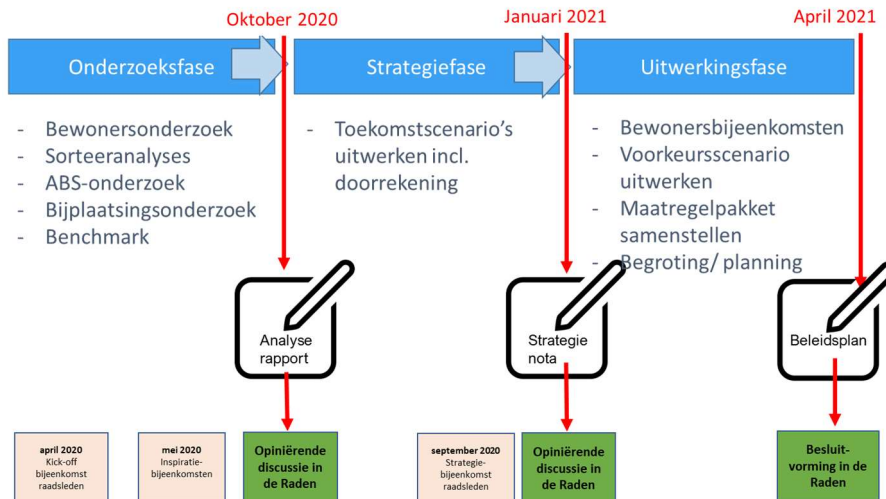 Oktober 2020
Januari 2021
April 2021
Onderzoeksfase
Strategiefase
Uitwerkingsfase
- Bewonersonderzoek
- Sorteeranalyses
- ABS-onderzoek
- Bijplaatsingsonderzoek
- Benchmark
- Toekomstscenario's
uitwerken incl.
doorrekening
- Bewonersbijeenkomsten
- Voorkeursscenario
uitwerken
- Maatregelpakket
samenstellen
- Begroting/ planning
Analyse
rapport
Strategie
nota
Beleidsplan
april 2020
Kick-off
bijeenkomst
raadsleden
mei 2020
Inspiratie-
bijeenkomsten
Opiniërende
discussie in
de Raden
september 2020
Strategie-
bijeenkomst
raadsleden
Opiniërende
discussie in
de Raden
Besluit-
vorming in de
Raden